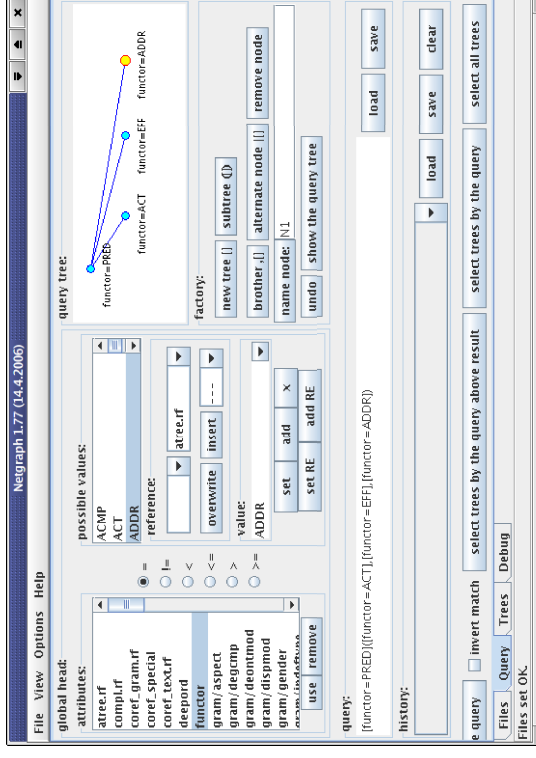 Netgraph 1.77 (14.4.2006)
File View Options Help
global head:
attributes:
atree.rf
compl.rf
coref_gram.rf
coref_special
coref_text.rf
deepord
functor
gram/aspect
gram/degcmp
gram/deontmod
gram/dispmod
gram/gender
gram/indeftype
use remove
=
!=
<
<=
>
>=
possible values:
ACMP
ACT
ADDR
reference:
atree.rf
overwrite insert ---
value:
ADDR
set add x
set RE add RE
query tree:
functor=PRED
functor=ACT
functor=EFF
functor=ADDR
factory:
new tree [] subtree ([])
brother ,[] alternate node |[] remove node
name node: N1
undo show the query tree
query:
load save
[functor=PRED]([functor=ACT],[functor=EFF],[functor=ADDR])
history:
load save clear
e query invert match select trees by the query above result select trees by the query select all trees
Files Query Trees Debug
Files set OK.